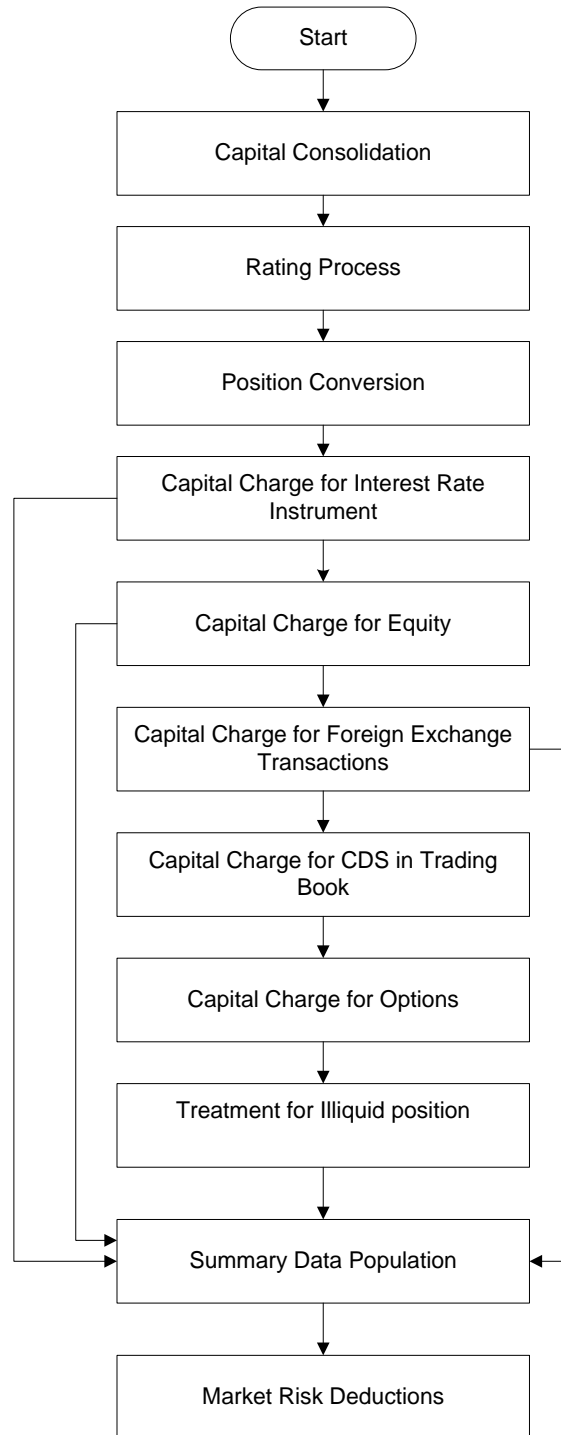 Start
Capital Consolidation
Rating Process
Position Conversion
Capital Charge for Interest Rate
Instrument
Capital Charge for Equity
Capital Charge for Foreign Exchange
Transactions
Capital Charge for CDS in Trading
Book
Capital Charge for Options
Treatment for Illiquid position
Summary Data Population
Market Risk Deductions